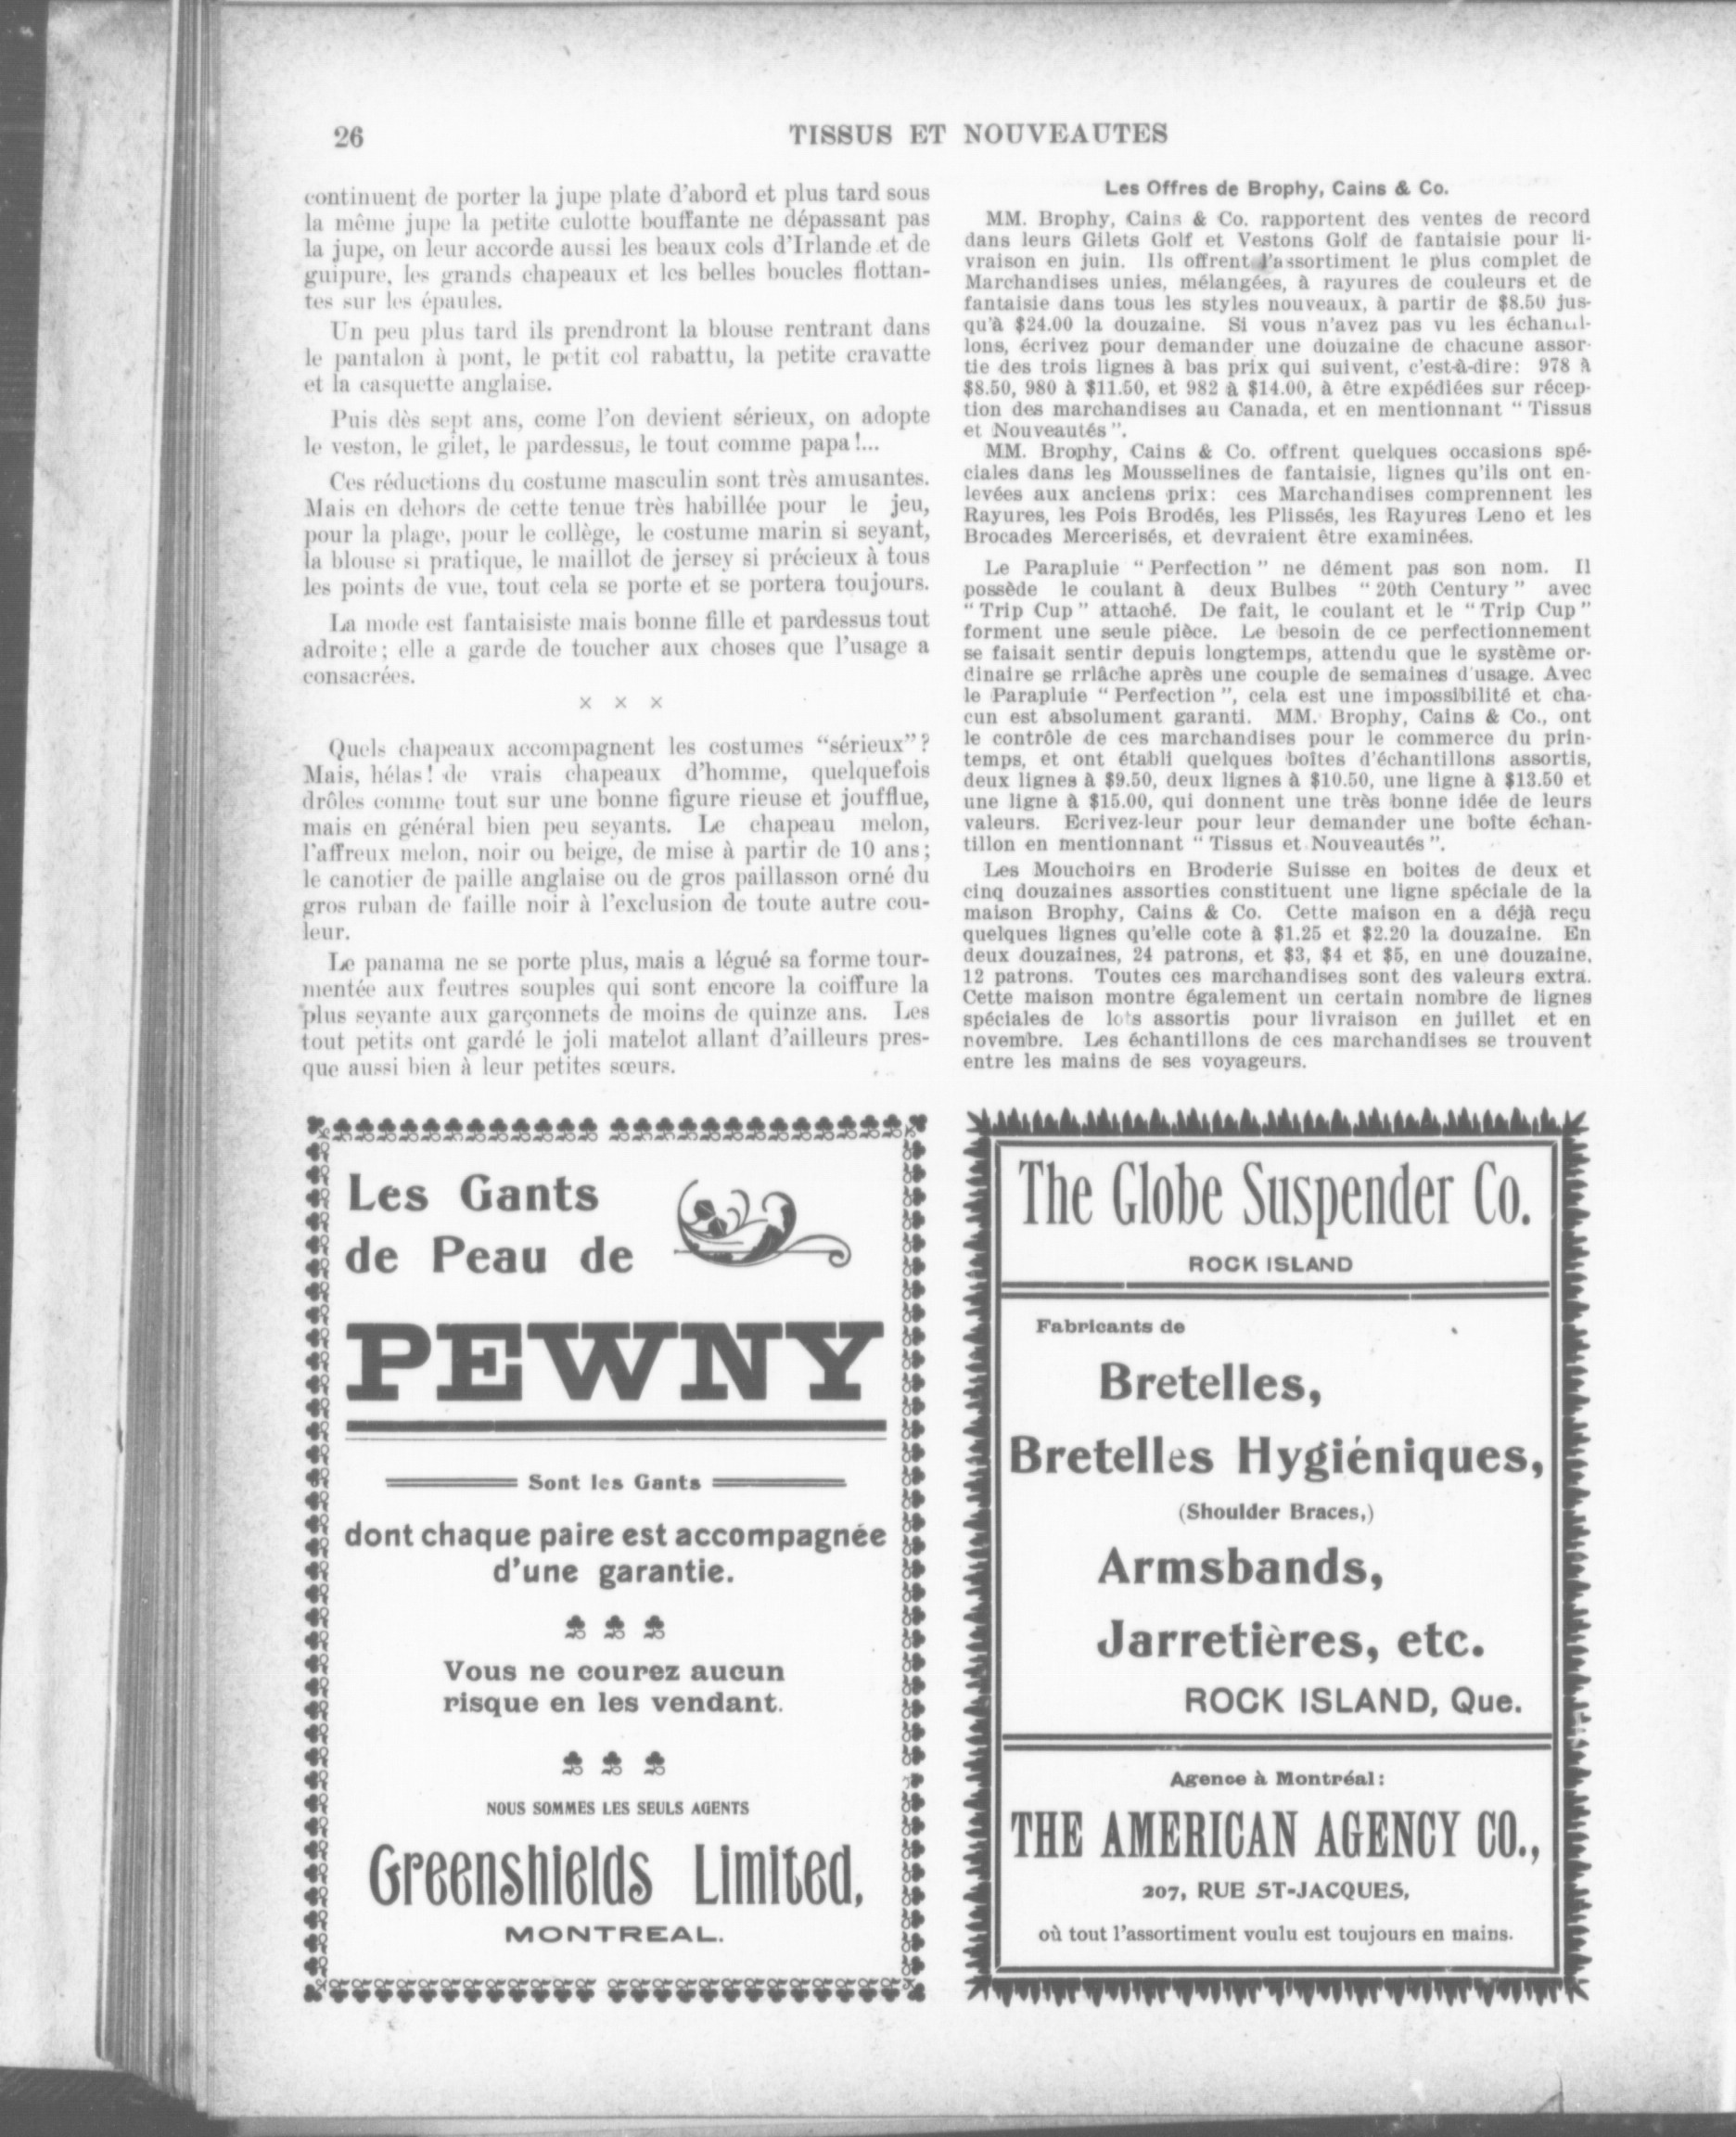 26
TISSUS ET NOUVEAUTES
continuent de porter la jupe plate d'abord et plus tard sous
la même jupe la petite culotte bouffante ne dépassant pas
la jupe, on leur accorde aussi les beaux cols d'Irlande et de
guipure, les grands chapeaux et les belles boucles flottan-
tes sur les épaules.
Un peu plus tard ils prendront la blouse rentrant dans
le pantalon à pont, le petit col rabattu, la petite cravatte
et la casquette anglaise.
Puis dès sept ans, come l'on devient sérieux, on adopte
le veston, le gilet, le pardessus, le tout comme papa!...
Ces réductions du costume masculin sont très amusantes.
Mais en dehors de cette tenue très habillée pour le jeu,
pour la plage, pour le collège, le costume marin si seyant,
la blouse si pratique, le maillot de jersey si précieux à tous
les points de vue, tout cela se porte et se portera toujours.
La mode est fantaisiste mais bonne fille et pardessus tout
adroite; elle a garde de toucher aux choses que l'usage a
consacrées.
× × ×
Quels chapeaux accompagnent les costumes "sérieux"?
Mais, hélas! de vrais chapeaux d'homme, quelquefois
drôles comme tout sur une bonne figure rieuse et joufflue,
mais en général bien peu seyants. Le chapeau melon,
l'affreux melon, noir ou beige, de mise à partir de 10 ans;
le canotier de paille anglaise ou de gros paillasson orné du
gros ruban de faille noir à l'exclusion de toute autre cou-
leur.
Le panama ne se porte plus, mais a légué sa forme tour-
mentée aux feutres souples qui sont encore la coiffure la
plus seyante aux garçonnets de moins de quinze ans. Les
tout petits ont gardé le joli matelot allant d'ailleurs pres-
que aussi bien à leur petites sœurs.
Les Offres de Brophy, Cains & Co.
MM. Brophy, Cains & Co. rapportent des ventes de record
dans leurs Gilets Golf et Vestons Golf de fantaisie pour li-
vraison en juin. Ils offrent l'assortiment le plus complet de
Marchandises unies, mélangées, à rayures de couleurs et de
fantaisie dans tous les styles nouveaux, à partir de $8.50 jus-
qu'à $24.00 la douzaine. Si vous n'avez pas vu les échantil-
lons, écrivez pour demander une douzaine de chacune assor-
tie des trois lignes à bas prix qui suivent, c'est-à-dire: 978 à
$8.50, 980 à $11.50, et 982 à $14.00, à être expédiées sur récep-
tion des marchandises au Canada, et en mentionnant "Tissus
et Nouveautés".
MM. Brophy, Cains & Co. offrent quelques occasions spé-
ciales dans les Mousselines de fantaisie, lignes qu'ils ont en-
levées aux anciens prix: ces Marchandises comprennent les
Rayures, les Pois Brodés, les Plissés, les Rayures Leno et les
Brocades Mercerisés, et devraient être examinées.
Le Parapluie "Perfection" ne dément pas son nom. Il
possède le coulant à deux Bulbes "20th Century" avec
"Trip Cup" attaché. De fait, le coulant et le "Trip Cup"
forment une seule pièce. Le besoin de ce perfectionnement
se faisait sentir depuis longtemps, attendu que le système or-
dinaire se rrlâche après une couple de semaines d'usage. Avec
le Parapluie "Perfection", cela est une impossibilité et cha-
cun est absolument garanti. MM. Brophy, Cains & Co., ont
le contrôle de ces marchandises pour le commerce du prin-
temps, et ont établi quelques boîtes d'échantillons assortis,
deux lignes à $9.50, deux lignes à $10.50, une ligne à $13.50 et
une ligne à $15.00, qui donnent une très bonne idée de leurs
valeurs. Ecrivez-leur pour leur demander une boîte échan-
tillon en mentionnant "Tissus et Nouveautés".
Les Mouchoirs en Broderie Suisse en boites de deux et
cinq douzaines assorties constituent une ligne spéciale de la
maison Brophy, Cains & Co. Cette maison en a déjà reçu
quelques lignes qu'elle cote à $1.25 et $2.20 la douzaine. En
deux douzaines, 24 patrons, et $3, $4 et $5, en une douzaine,
12 patrons. Toutes ces marchandises sont des valeurs extra.
Cette maison montre également un certain nombre de lignes
spéciales de lots assortis pour livraison en juillet et en
novembre. Les échantillons de ces marchandises se trouvent
entre les mains de ses voyageurs.
Les Gants
de Peau de
PEWNY
Sont les Gants
dont chaque paire est accompagnée
d'une garantie.
Vous ne courez aucun
risque en les vendant.
NOUS SOMMES LES SEULS AGENTS
Greenshields Limited,
MONTREAL.
The Globe Suspender Co.
ROCK ISLAND
Fabricants de
Bretelles,
Bretelles Hygiéniques,
(Shoulder Braces,)
Armsbands,
Jarretières, etc.
ROCK ISLAND, Que.
Agence à Montréal:
THE AMERICAN AGENCY CO.,
207, RUE ST-JACQUES,
où tout l'assortiment voulu est toujours en mains.